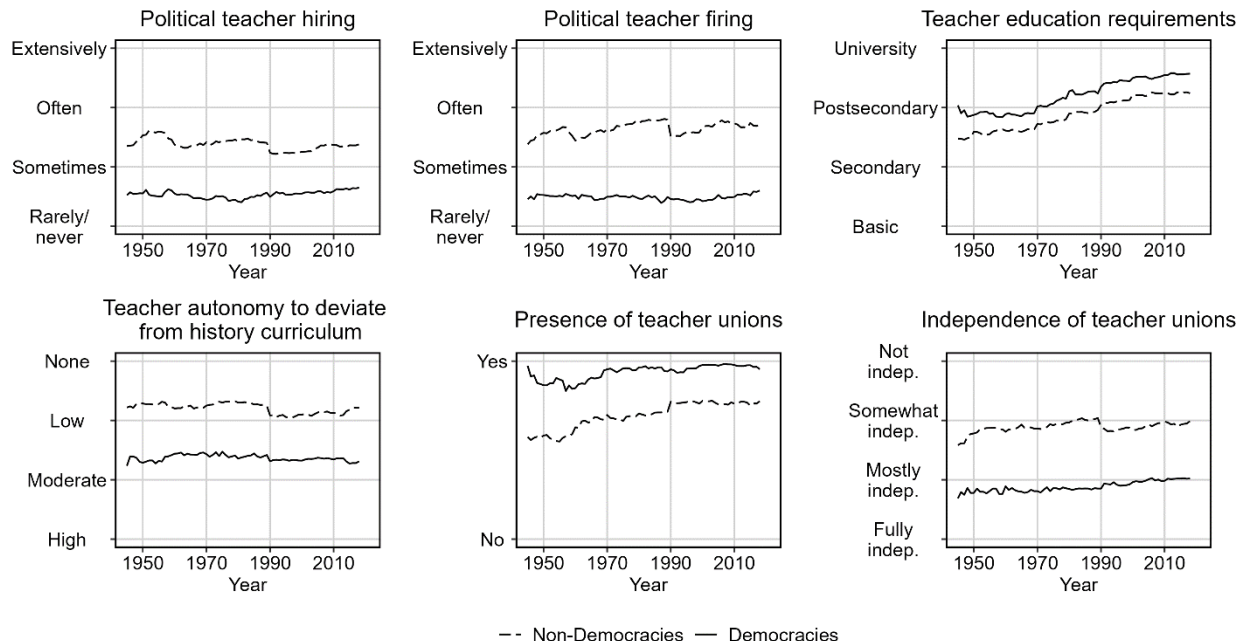 Political teacher hiring
Extensively
Often
Sometimes
Rarely/
never
1950 1970 1990 2010
Year
Political teacher firing
Extensively
Often
Sometimes
Rarely/
never
1950 1970 1990 2010
Year
Teacher education requirements
University
Postsecondary
Secondary
Basic
1950 1970 1990 2010
Year
Teacher autonomy to deviate
from history curriculum
None
Low
Moderate
High
1950 1970 1990 2010
Year
Presence of teacher unions
Yes
No
1950 1970 1990 2010
Year
Independence of teacher unions
Not
indep.
Somewhat
indep.
Mostly
indep.
Fully
indep.
1950 1970 1990 2010
Year
Non-Democracies Democracies